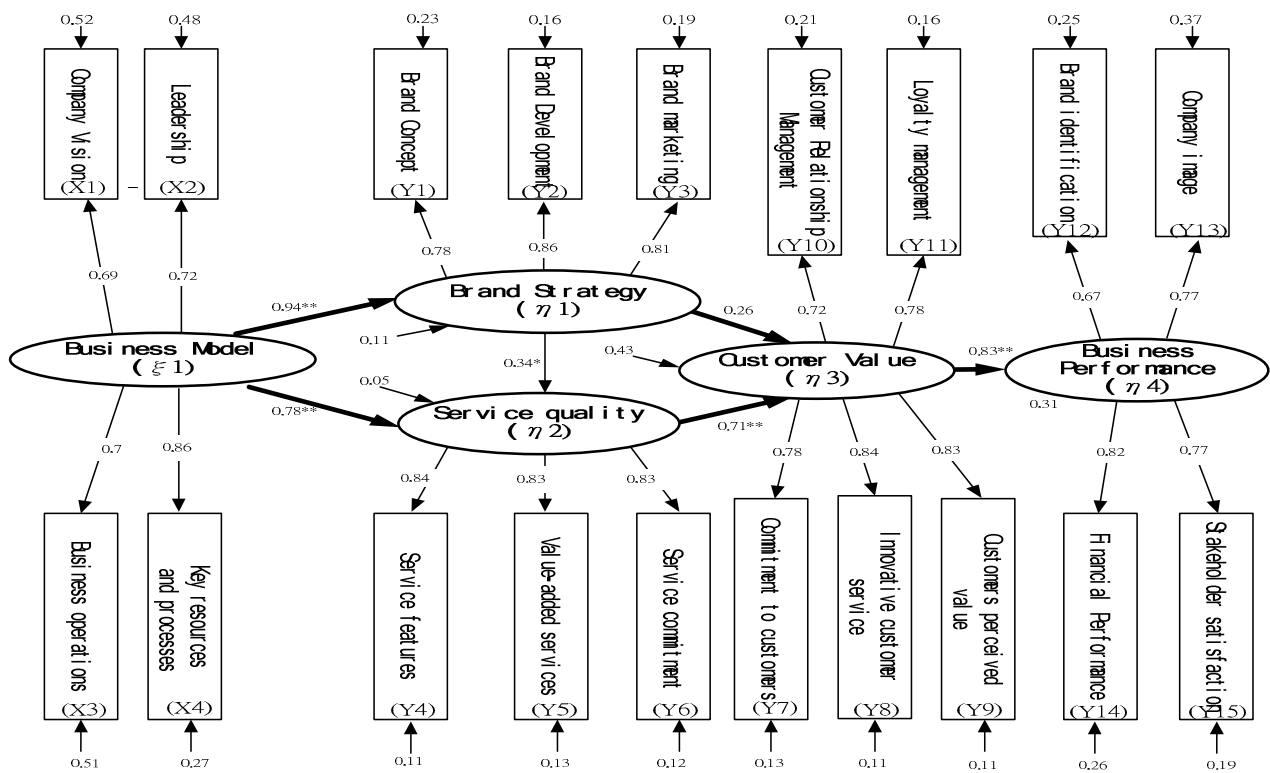 0.52
0.48
0.23
0.16
0.19
0.21
0.16
0.25
0.37
Company Vision
(X1)
–
Leadership
(X2)
Brand Concept
(Y1)
Brand Development
(Y2)
Brand marketing
(Y3)
Customer Relationship
Management
(Y10)
Loyalty management
(Y11)
Brand identification
(Y12)
Company image
(Y13)
0.69
0.72
0.78
0.86
0.81
0.72
0.78
0.67
0.77
Brand Strategy
( η1)
0.94**
0.11
0.26
Business Model
( ξ1)
0.34*
0.43
Customer Value
( η3)
0.83**
Business
Performance
( η4)
0.05
0.78**
Service quality
( η2)
0.71**
0.31
0.7
0.86
0.84
0.83
0.83
0.78
0.84
0.83
0.82
0.77
Business operations
(X3)
Key resources
and processes
(X4)
Service features
(Y4)
Value-added services
(Y5)
Service commitment
(Y6)
Commitment to customers
(Y7)
Innovative customer
service
(Y8)
Customers perceived
value
(Y9)
Financial Performance
(Y14)
Stakeholder satisfaction
(Y15)
0.51
0.27
0.11
0.13
0.12
0.13
0.11
0.11
0.26
0.19